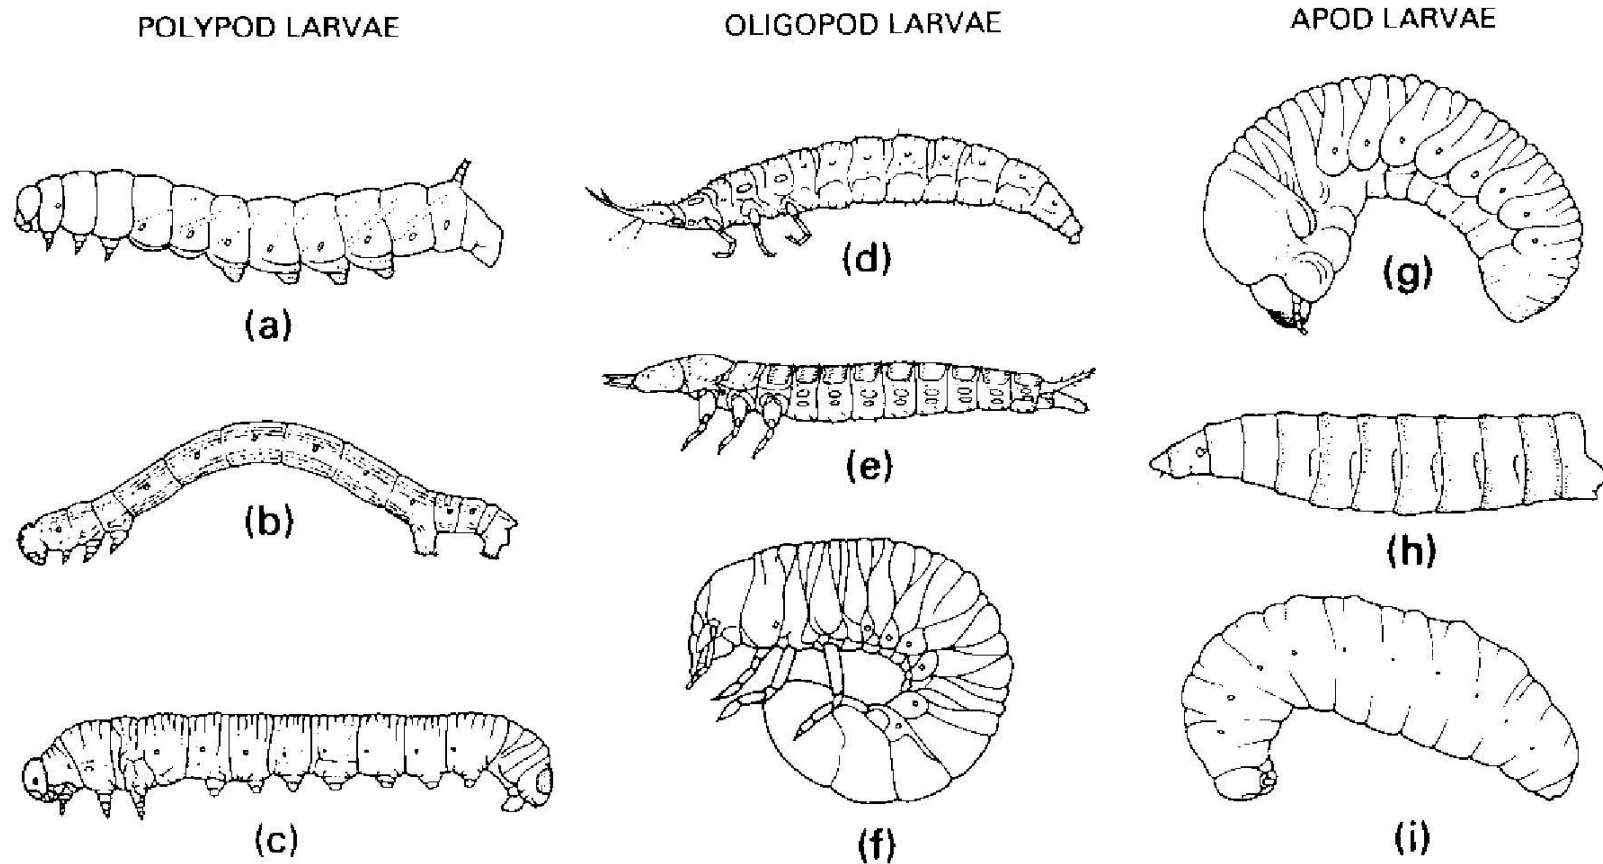 POLYPOD LARVAE
OLIGOPOD LARVAE
APOD LARVAE
(a)
(d)
(g)
(b)
(e)
(h)
(c)
(f)
(i)